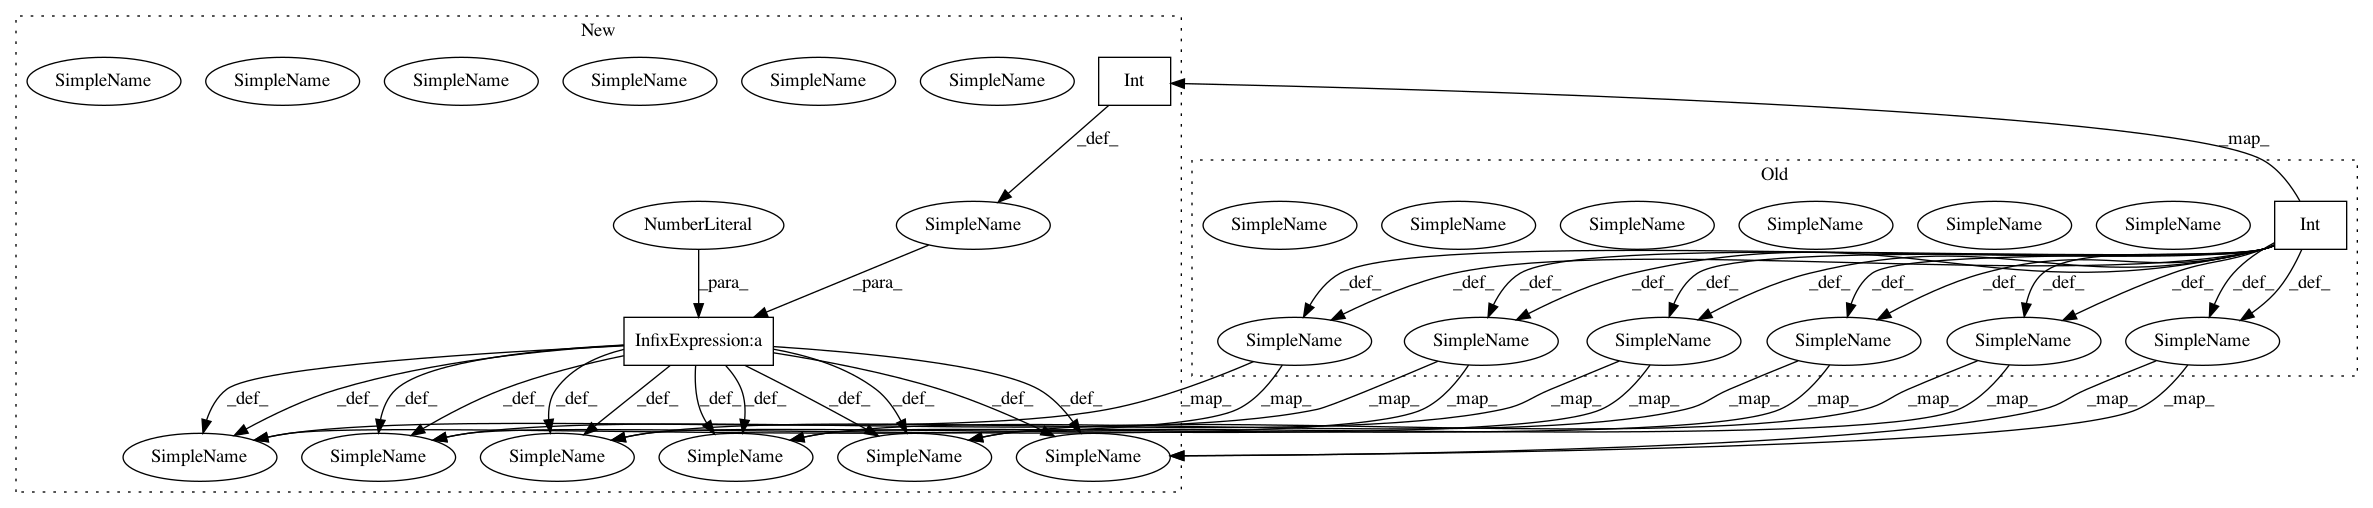 New
SimpleName SimpleName SimpleName SimpleName SimpleName SimpleName Int
_def_ _map_
Old
NumberLiteral SimpleName SimpleName SimpleName SimpleName SimpleName SimpleName SimpleName Int
_para_ _para_ _def_ _def_ _def_ _def_ _def_ _def_ _def_ _def_ _def_ _def_ _def_ _def_
InfixExpression:a SimpleName SimpleName SimpleName SimpleName SimpleName SimpleName
_def_ _def_ _def_ _def_ _def_ _def_ _def_ _def_ _def_ _def_ _def_ _def_ _map_ _map_ _map_ _map_ _map_ _map_ _map_ _map_ _map_ _map_ _map_ _map_
SimpleName SimpleName SimpleName SimpleName SimpleName SimpleName